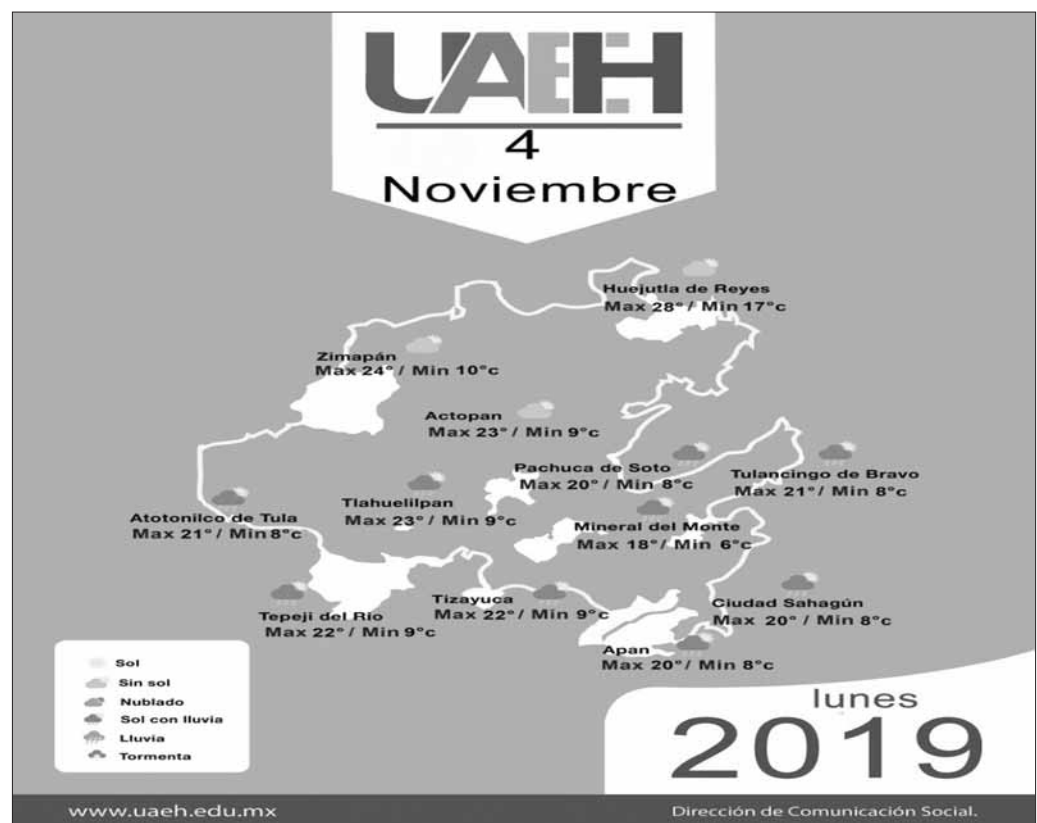 UAEH
4
Noviembre
Huejutla de Reyes
Max 28°/ Min 17°c
Zimapán
Max 24°/ Min 10°c
Actopan
Max 23°/ Min 9°c
Pachuca de Soto
Max 20°/ Min 8°c
Tulancingo de Bravo
Max 21°/ Min 8°c
Tlahuelilpan
Max 23°/ Min 9°c
Atotonilco de Tula
Max 21°/ Min 8°c
Mineral del Monte
Max 18°/ Min 6°c
Tizayuca
Max 22°/ Min 9°c
Ciudad Sahagún
Max 20°/ Min 8°c
Tepeji del Río
Max 22°/ Min 9°c
Apan
Max 20°/ Min 8°c
Sol
Sin sol
Nublado
Sol con lluvia
Lluvia
Tormenta
lunes
2019
www.uaeh.edu.mx
Dirección de Comunicación Social.